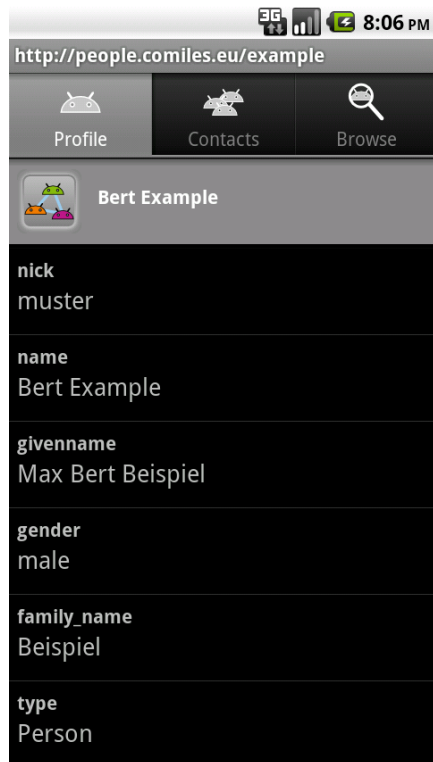 3G 8:06 PM
http://people.comiles.eu/example
Profile Contacts Browse
Bert Example
nick
muster
name
Bert Example
givenname
Max Bert Beispiel
gender
male
family_name
Beispiel
type
Person